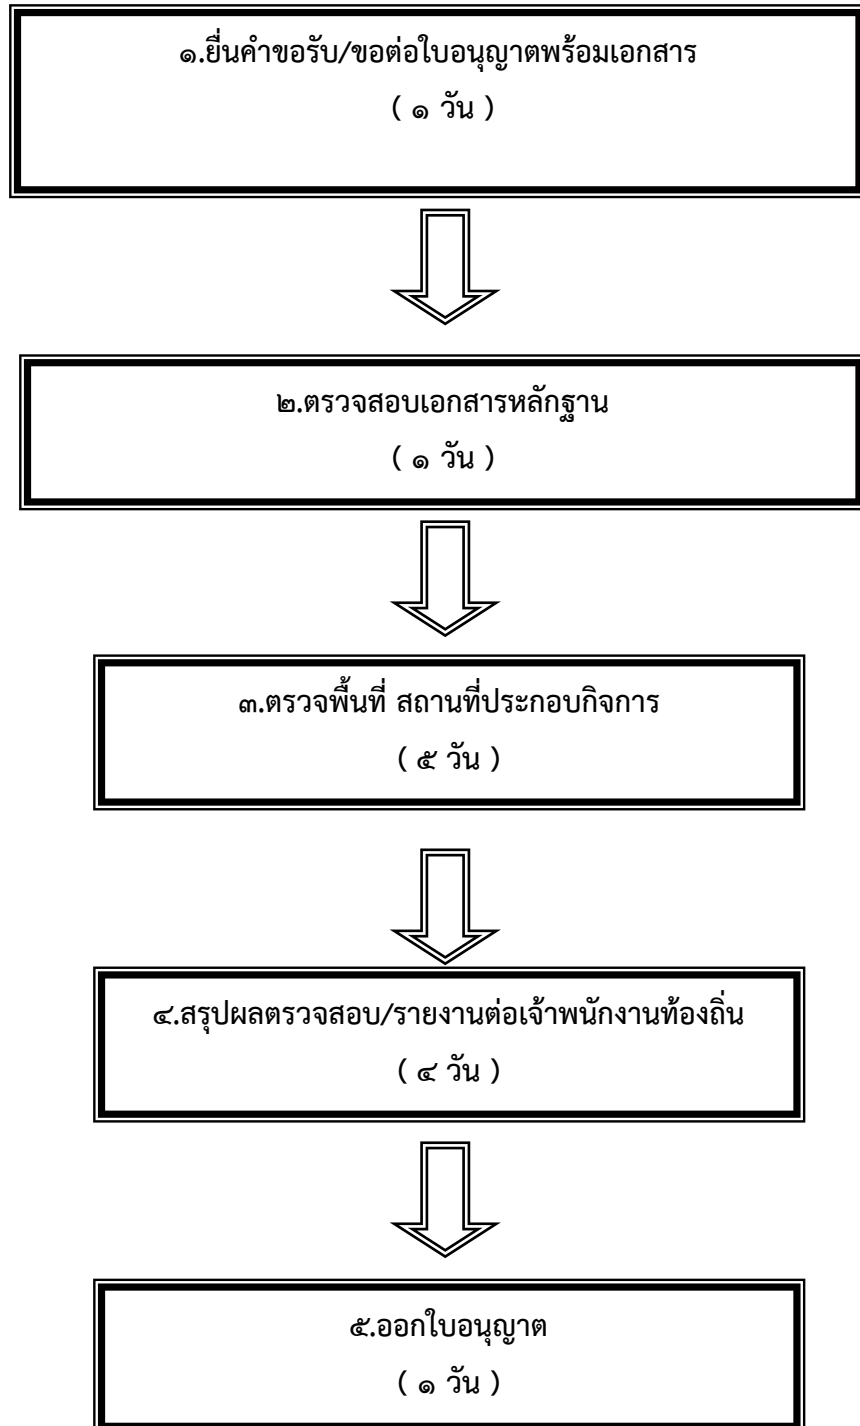 ๑.ยื่นคำขอรับ/ขอต่อใบอนุญาตพร้อมเอกสาร
( ๑ วัน )
๒.ตรวจสอบเอกสารหลักฐาน
( ๑ วัน )
๓.ตรวจพื้นที่ สถานที่ประกอบกิจการ
( ๕ วัน )
๔.สรุปผลตรวจสอบ/รายงานต่อเจ้าพนักงานท้องถิ่น
( ๔ วัน )
๕.ออกใบอนุญาต
( ๑ วัน )